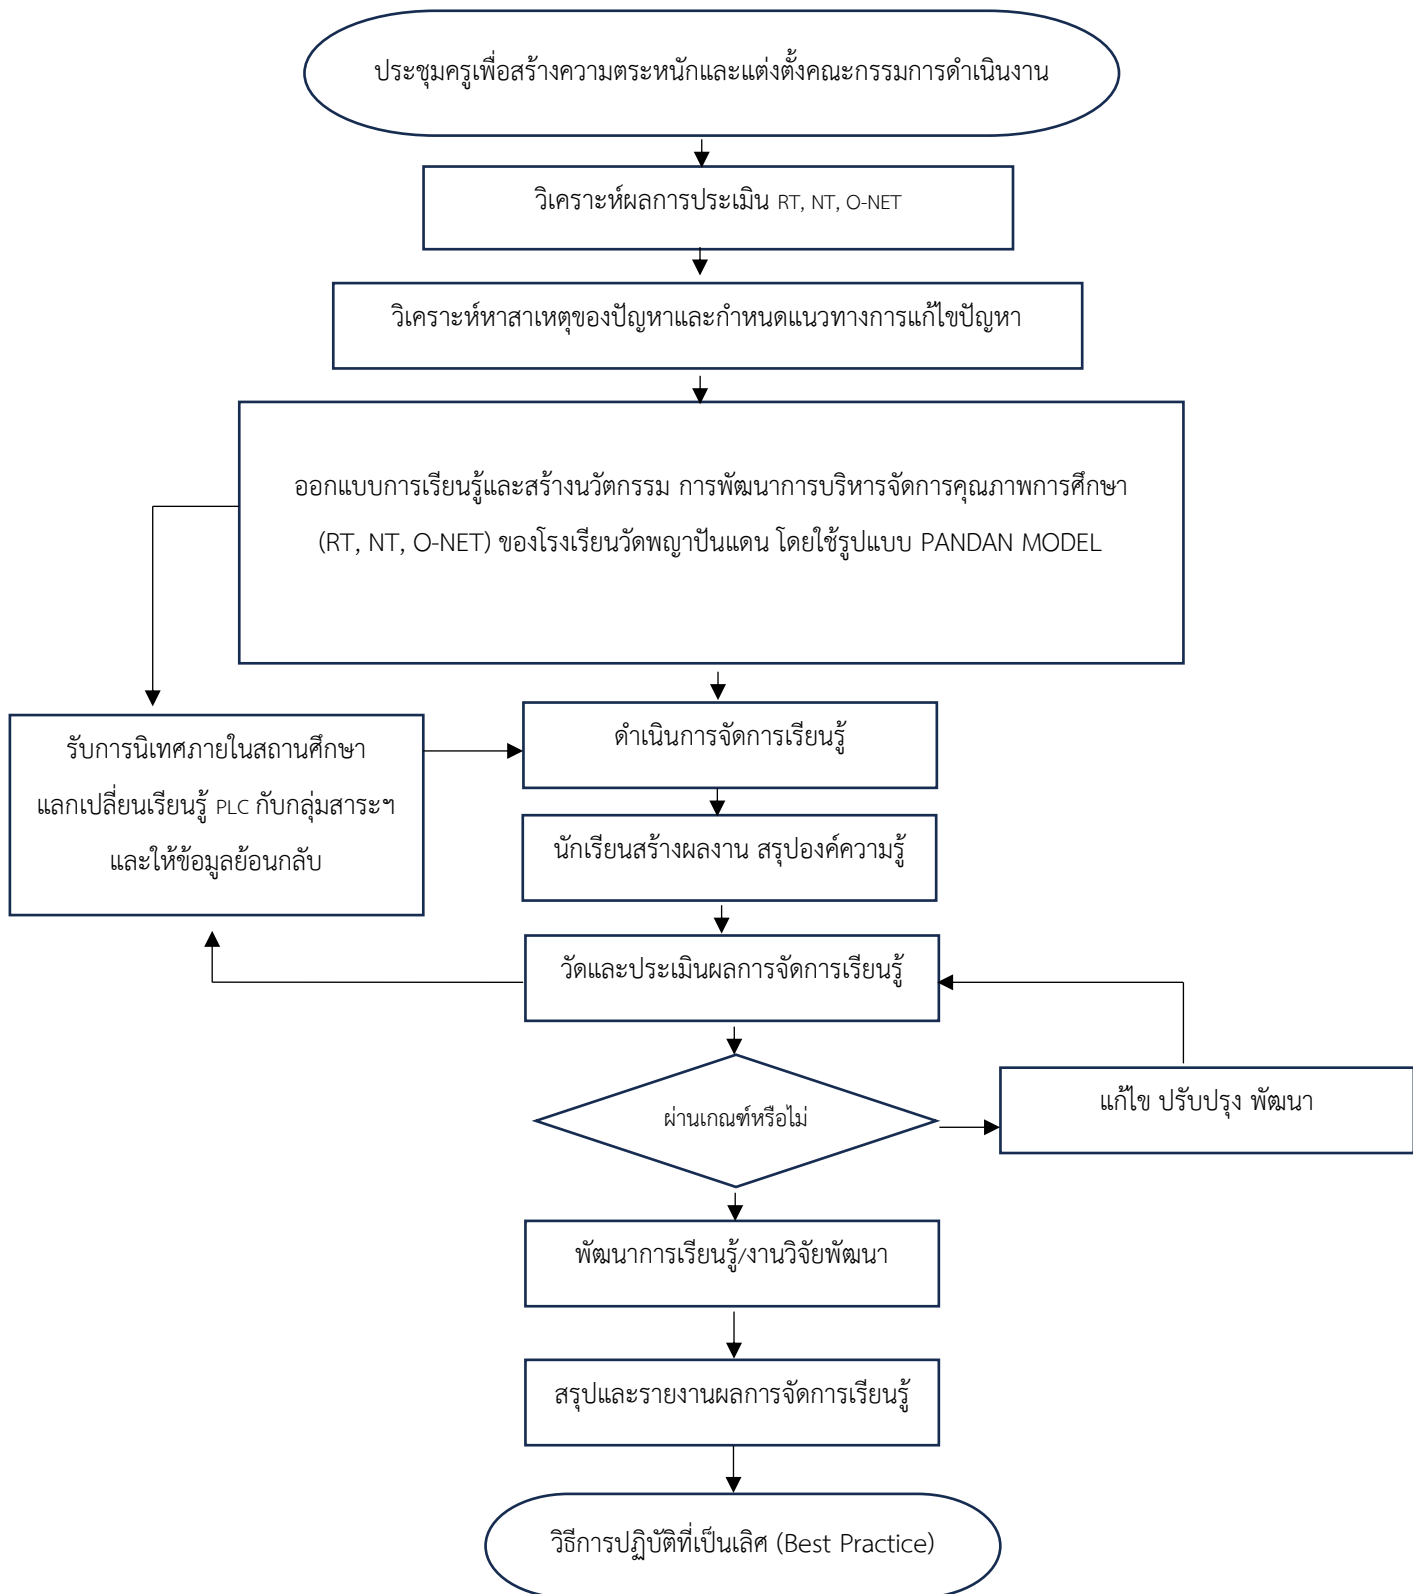 ประชุมครูเพื่อสร้างความตระหนักและแต่งตั้งคณะกรรมการดำเนินงาน
วิเคราะห์ผลการประเมิน RT, NT, O-NET
วิเคราะห์หาสาเหตุของปัญหาและกำหนดแนวทางการแก้ไขปัญหา
ออกแบบการเรียนรู้และสร้างนวัตกรรม การพัฒนาการบริหารจัดการคุณภาพการศึกษา
(RT, NT, O-NET) ของโรงเรียนวัดพญาปันแดน โดยใช้รูปแบบ PANDAN MODEL
รับการนิเทศภายในสถานศึกษา
แลกเปลี่ยนเรียนรู้ PLC กับกลุ่มสาระฯ
และให้ข้อมูลย้อนกลับ
ดำเนินการจัดการเรียนรู้
นักเรียนสร้างผลงาน สรุปองค์ความรู้
วัดและประเมินผลการจัดการเรียนรู้
ผ่านเกณฑ์หรือไม่
แก้ไข ปรับปรุง พัฒนา
พัฒนาการเรียนรู้/งานวิจัยพัฒนา
สรุปและรายงานผลการจัดการเรียนรู้
วิธีการปฏิบัติที่เป็นเลิศ (Best Practice)